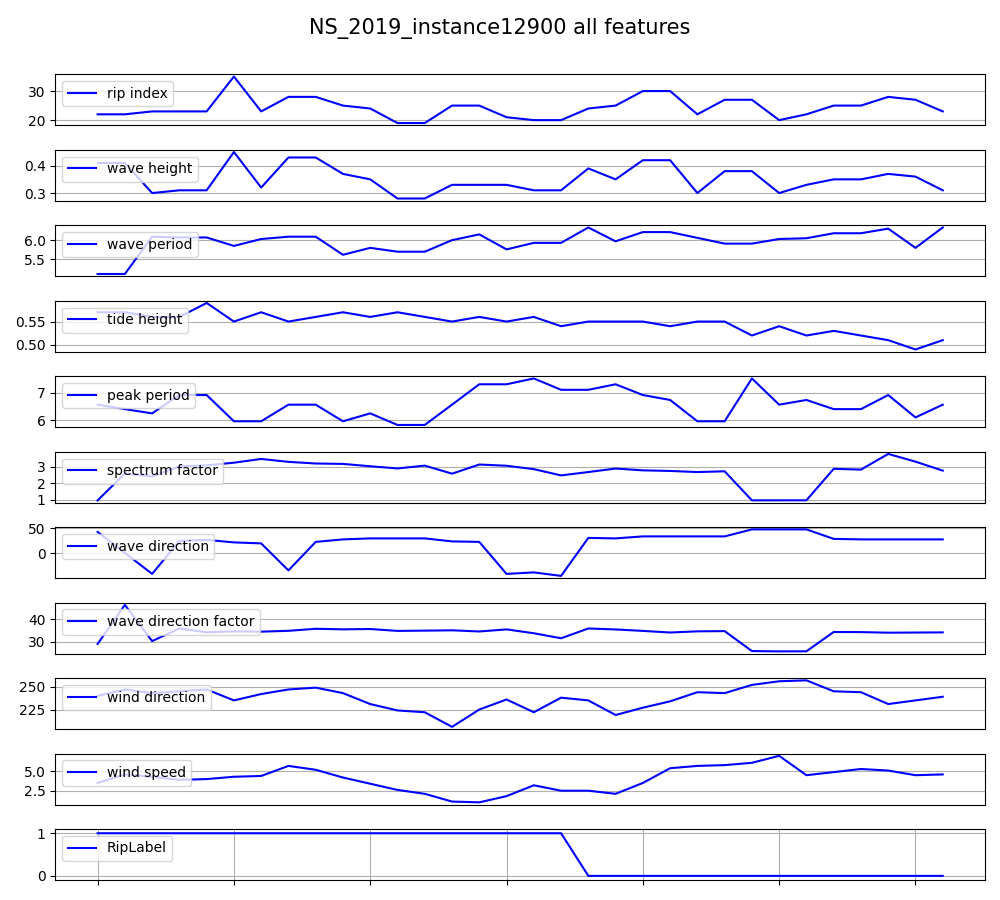 NS_2019_instance12900 all features
30
20
rip index
0.4
0.3
wave height
6.0
5.5
wave period
0.55
0.50
tide height
7
6
peak period
3
2
1
spectrum factor
50
0
wave direction
40
30
wave direction factor
250
225
wind direction
5.0
2.5
wind speed
1
0
RipLabel